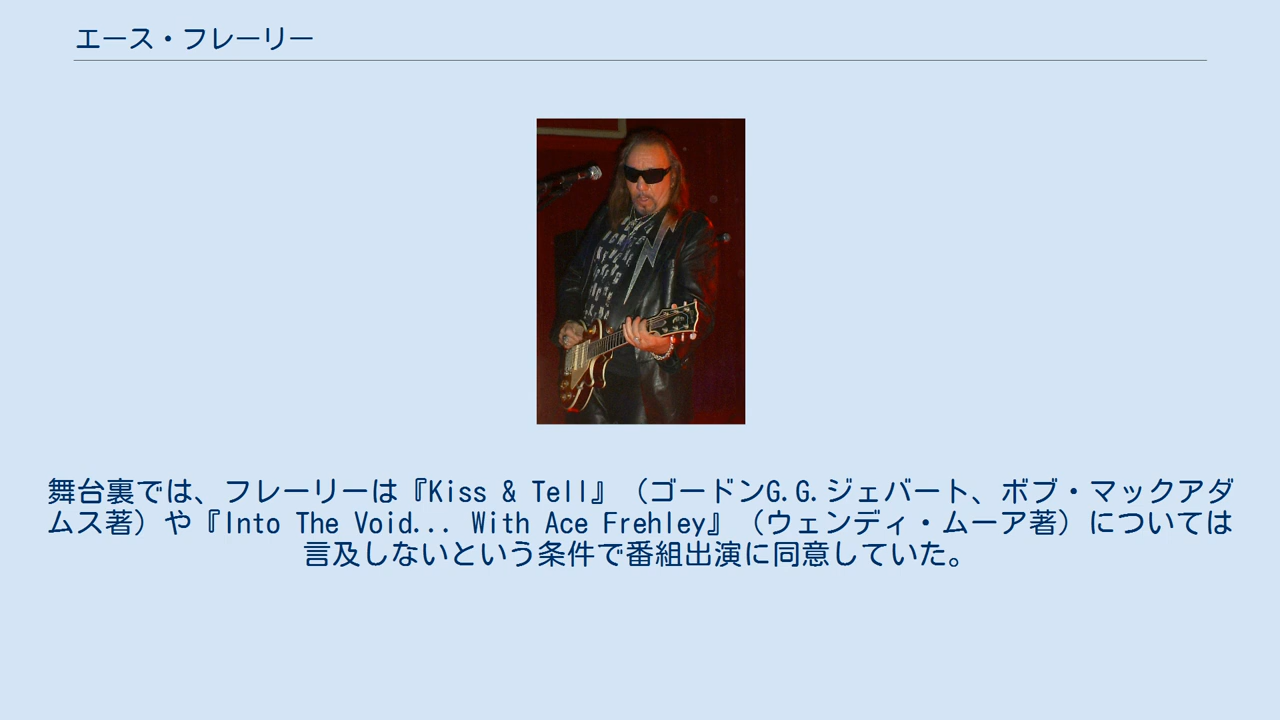 エース・フレーリー
舞台裏では、フレーリーは『Kiss & Tell』（ゴードンG.G.ジェバート、ボブ・マックアダ
ムス著）や『Into The Void... With Ace Frehley』（ウェンディ・ムーア著）については
言及しないという条件で番組出演に同意していた。